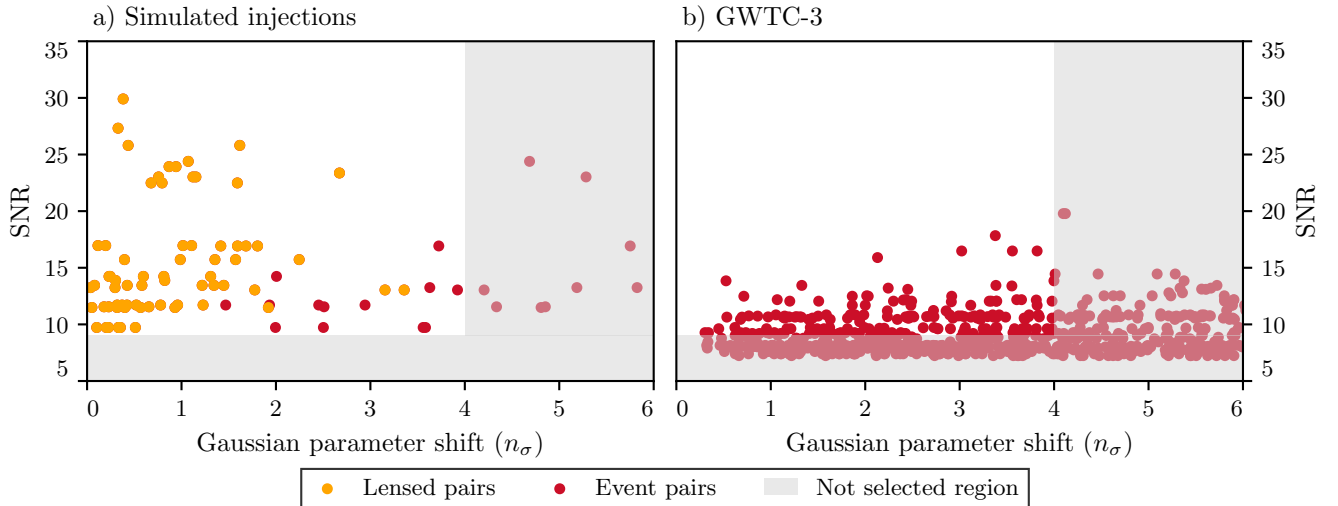 a) Simulated injections
b) GWTC-3
35
30
25
20
15
10
5
SNR
0 1 2 3 4 5 6
Gaussian parameter shift (nσ)
35
30
25
20
15
10
5
SNR
0 1 2 3 4 5 6
Gaussian parameter shift (nσ)
Lensed pairs
Event pairs
Not selected region